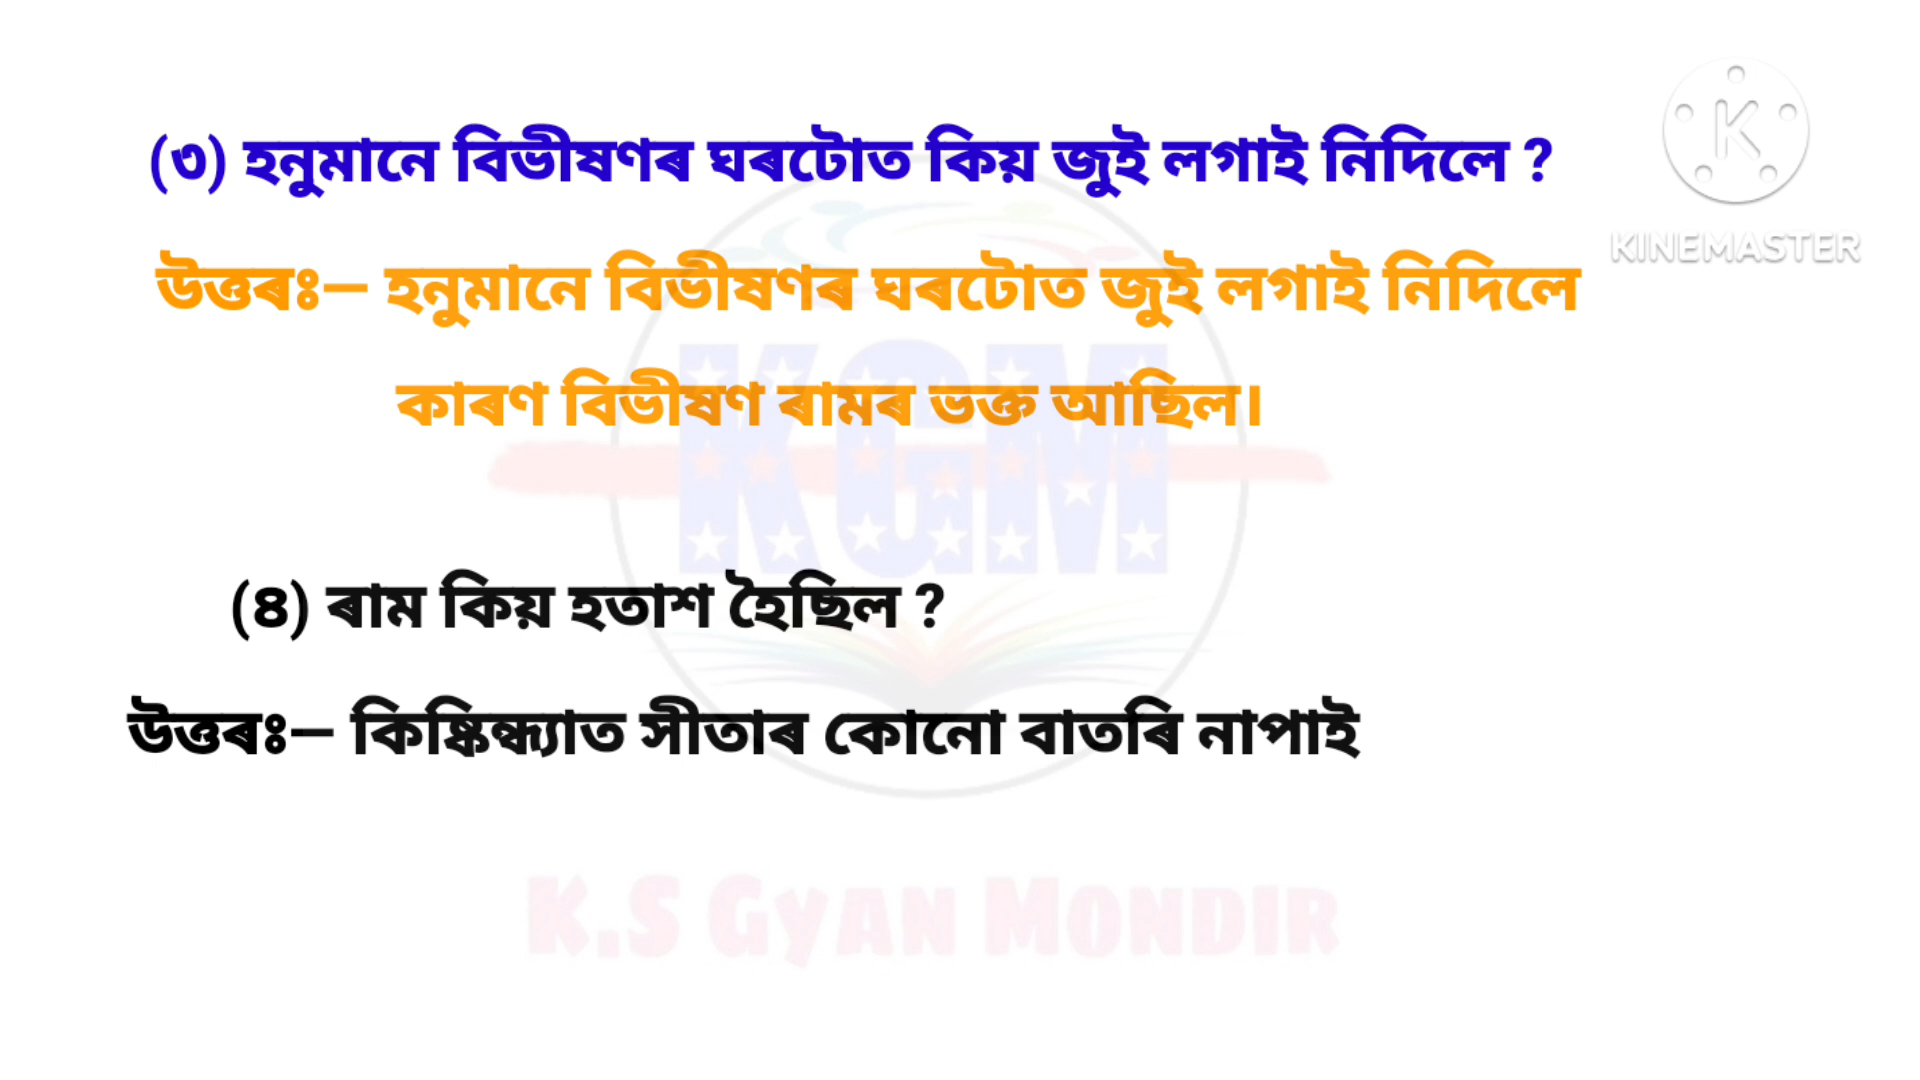 (৩) হনুমানে বিভীষণৰ ঘৰটোত কিয় জুই লগাই নিদিলে ?
উত্তৰঃ– হনুমানে বিভীষণৰ ঘৰটোত জুই লগাই নিদিলে
কাৰণ বিভীষণ ৰামৰ ভক্ত আছিল।
(৪) ৰাম কিয় হতাশ হৈছিল ?
উত্তৰঃ– কিষ্কিন্ধ্যাত সীতাৰ কোনো বাতৰি নাপাই
K
KINEMASTER
KGM
K.S GYAN MONDIR